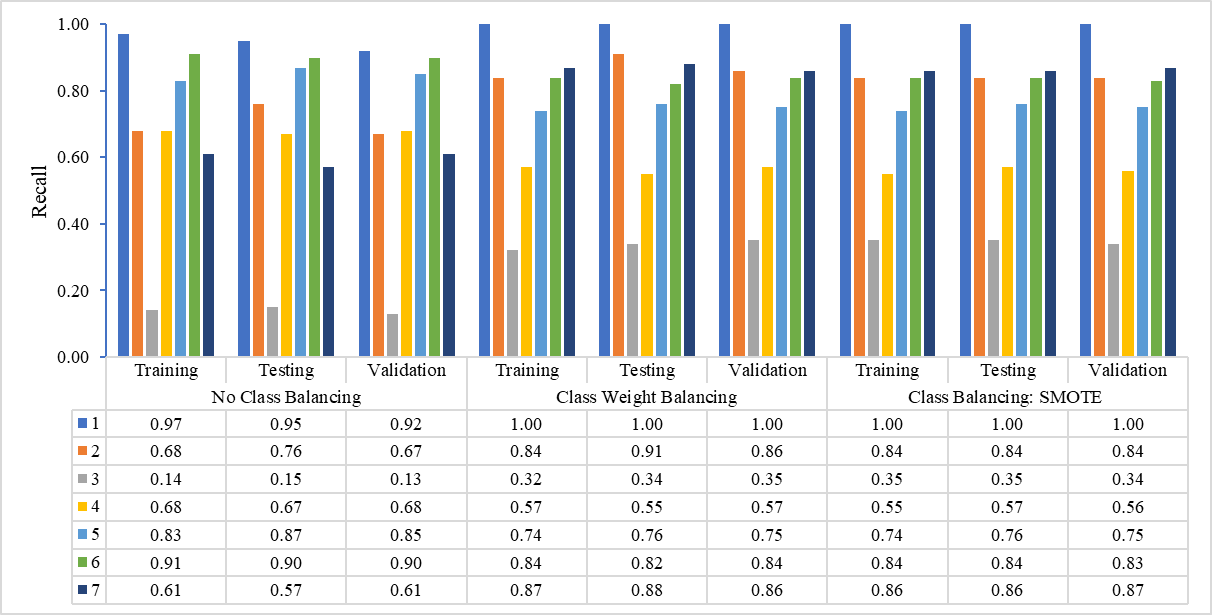 1.00
0.80
0.60
0.40
0.20
0.00
Recall
Training Testing Validation Training Testing Validation Training Testing Validation
No Class Balancing Class Weight Balancing Class Balancing: SMOTE
1 0.97 0.95 0.92 1.00 1.00 1.00 1.00 1.00 1.00
2 0.68 0.76 0.67 0.84 0.91 0.86 0.84 0.84 0.84
3 0.14 0.15 0.13 0.32 0.34 0.35 0.35 0.35 0.34
4 0.68 0.67 0.68 0.57 0.55 0.57 0.55 0.57 0.56
5 0.83 0.87 0.85 0.74 0.76 0.75 0.74 0.76 0.75
6 0.91 0.90 0.90 0.84 0.82 0.84 0.84 0.84 0.83
7 0.61 0.57 0.61 0.87 0.88 0.86 0.86 0.86 0.87